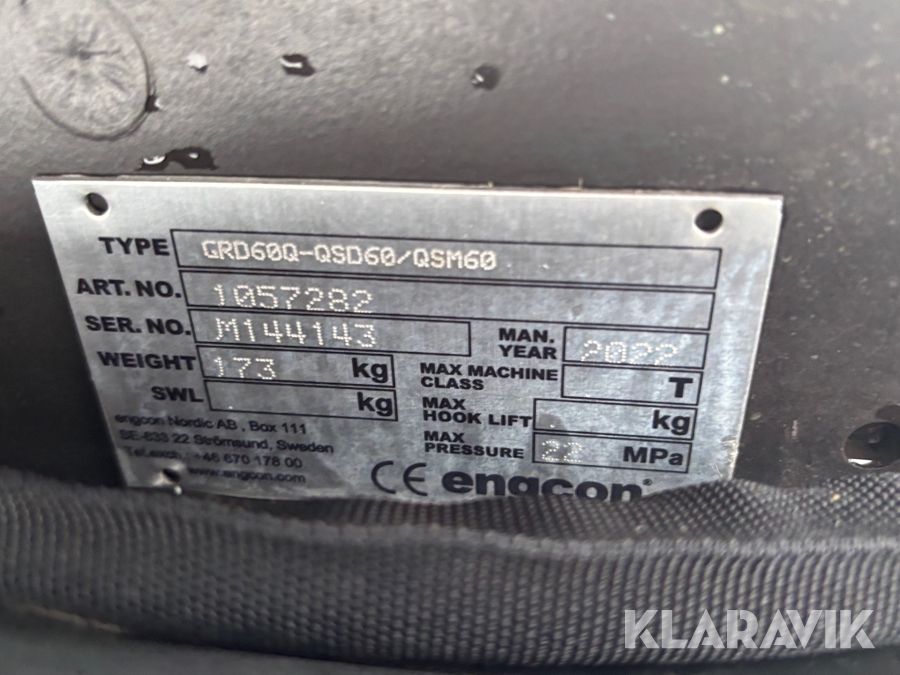 TYPE GRD60Q-QSD60/QSM60
ART. NO. 1057282
SER. NO. M144143 MAN. YEAR 2022
WEIGHT 173 kg MAX MACHINE CLASS T
SWL kg MAX HOOK LIFT kg
MAX PRESSURE 22 MPa
engcon Nordic AB, Box 111
SE-833 22 Strömsund, Sweden
Tel.exch.: +46 670 178 00
www.engcon.com
CE engcon®
KLARAVIK